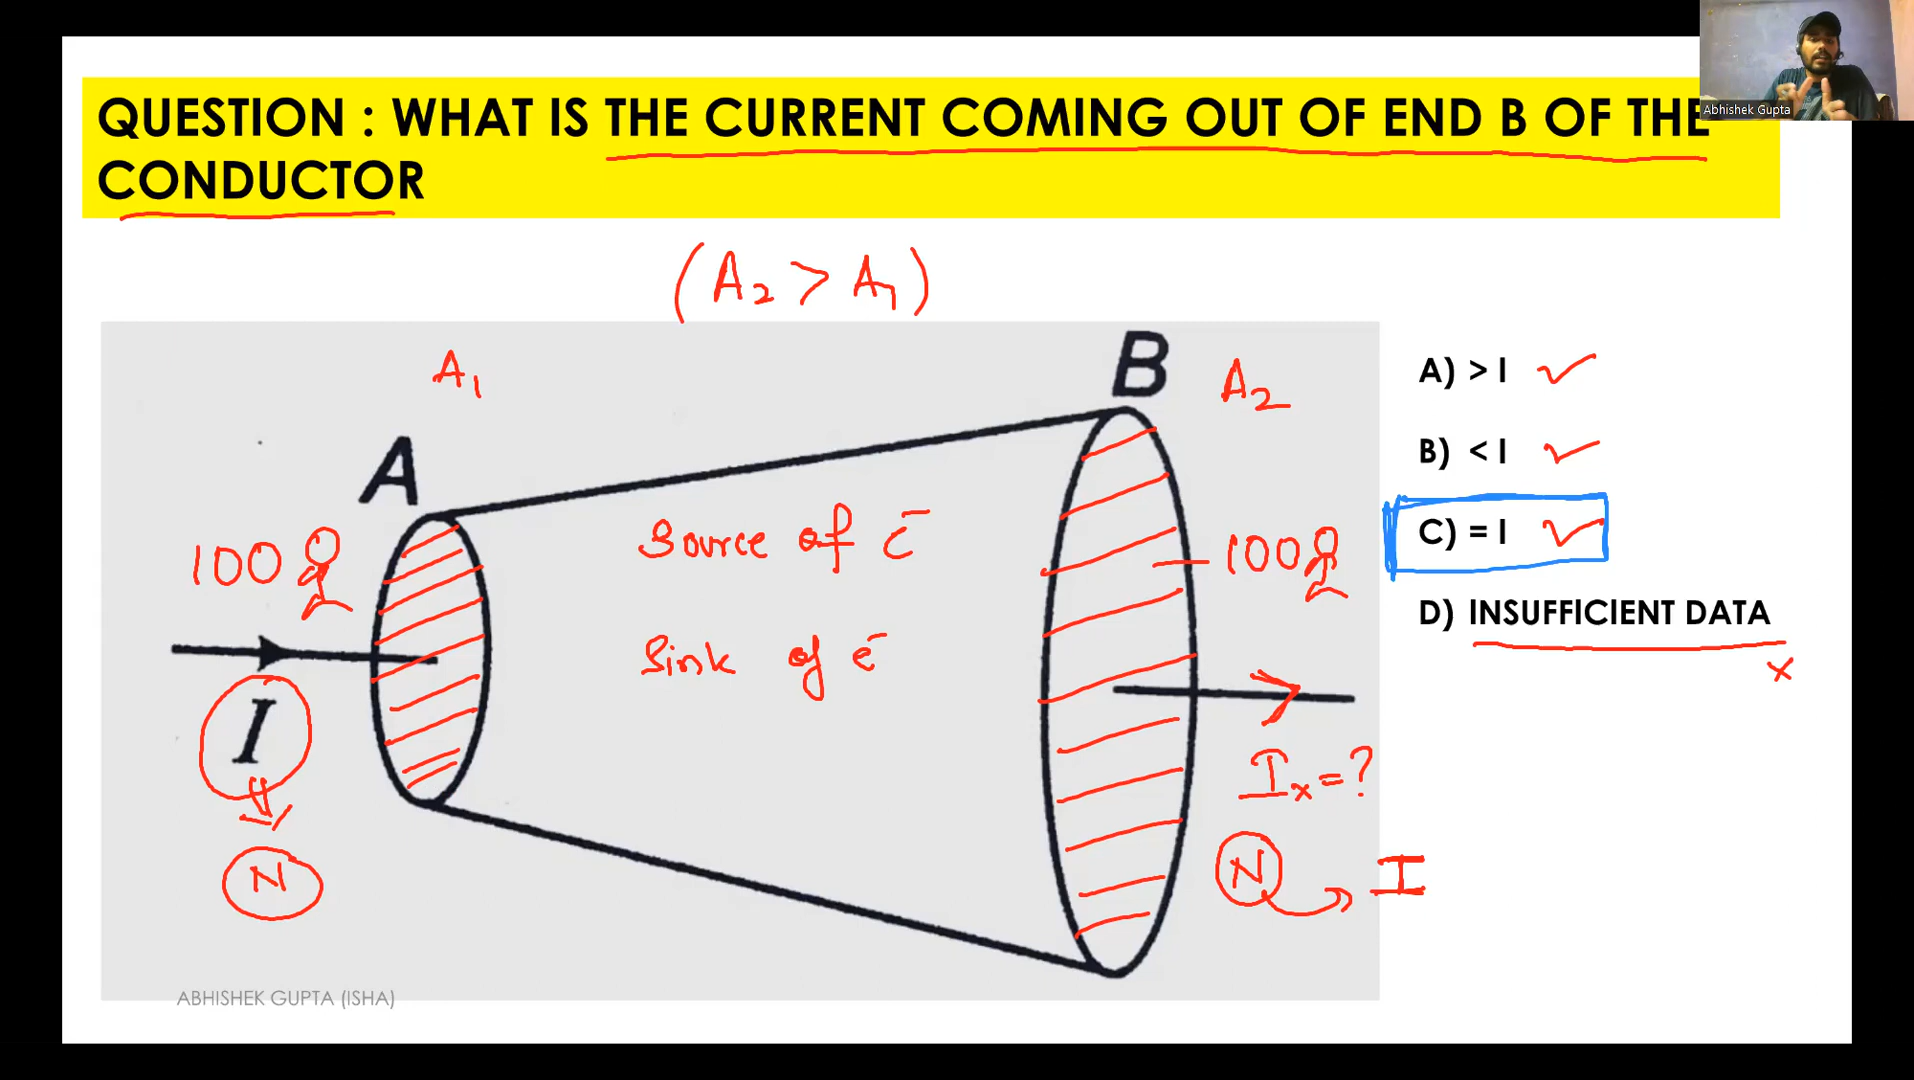 QUESTION : WHAT IS THE CURRENT COMING OUT OF END B OF THE
CONDUCTOR
Abhishek Gupta
(A2 > A1)
A1
B
A2
A
A) > I
B) < I
C) = I
D) INSUFFICIENT DATA
x
100
Source of e-
100
Sink of e-
I
Ix = ?
N
N
I
ABHISHEK GUPTA (ISHA)